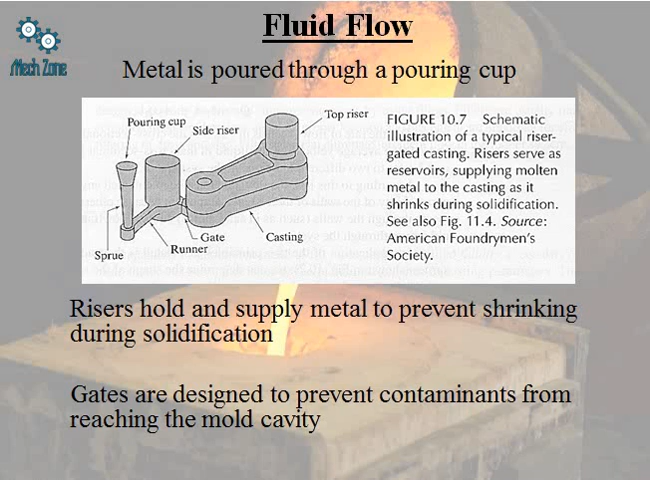 Fluid Flow
Mech Zone
Metal is poured through a pouring cup
Pouring cup
Side riser
Top riser
Sprue
Runner
Gate
Casting
FIGURE 10.7 Schematic
illustration of a typical riser-
gated casting. Risers serve as
reservoirs, supplying molten
metal to the casting as it
shrinks during solidification.
See also Fig. 11.4. Source:
American Foundrymen's
Society.
Risers hold and supply metal to prevent shrinking
during solidification
Gates are designed to prevent contaminants from
reaching the mold cavity